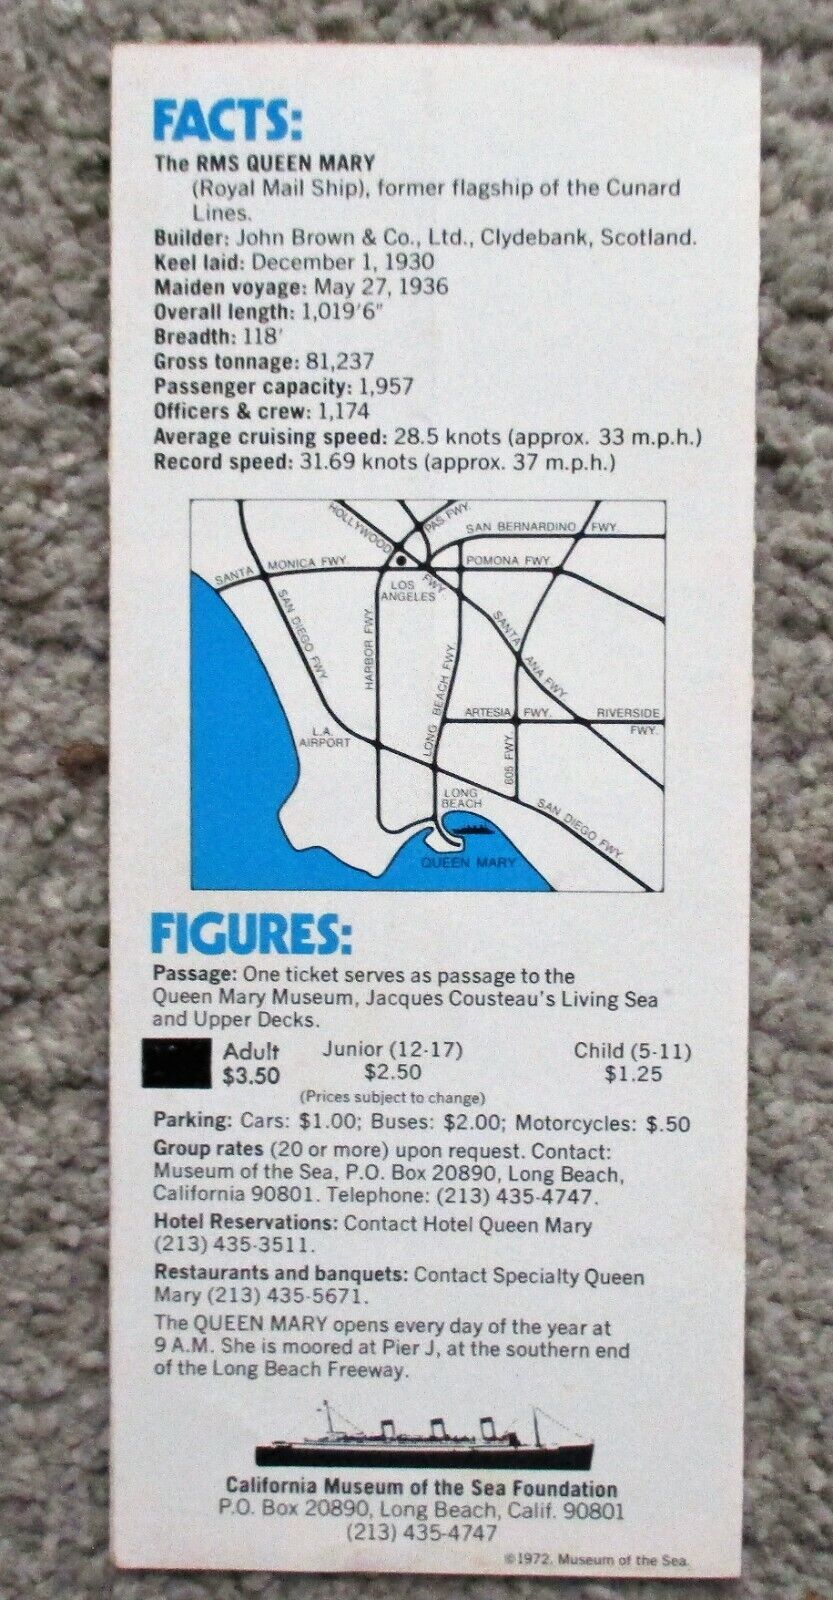 FACTS:
The RMS QUEEN MARY
(Royal Mail Ship), former flagship of the Cunard
Lines.
Builder: John Brown & Co., Ltd., Clydebank, Scotland.
Keel laid: December 1, 1930
Maiden voyage: May 27, 1936
Overall length: 1,019'6"
Breadth: 118'
Gross tonnage: 81,237
Passenger capacity: 1,957
Officers & crew: 1,174
Average cruising speed: 28.5 knots (approx. 33 m.p.h.)
Record speed: 31.69 knots (approx. 37 m.p.h.)
HOLLYWOOD FWY
PAS FWY.
SAN BERNARDINO FWY.
SANTA MONICA FWY.
POMONA FWY.
LOS
ANGELES
SAN DIEGO FWY
HARBOR FWY.
LONG BEACH FWY
SANTA ANA FWY.
ARTESIA FWY.
RIVERSIDE
FWY.
L.A.
AIRPORT
605 FWY.
LONG
BEACH
SAN DIEGO FWY.
QUEEN MARY
FIGURES:
Passage: One ticket serves as passage to the
Queen Mary Museum, Jacques Cousteau's Living Sea
and Upper Decks.
Adult Junior (12-17) Child (5-11)
$3.50 $2.50 $1.25
(Prices subject to change)
Parking: Cars: $1.00; Buses: $2.00; Motorcycles: $.50
Group rates (20 or more) upon request. Contact:
Museum of the Sea, P.O. Box 20890, Long Beach,
California 90801. Telephone: (213) 435-4747.
Hotel Reservations: Contact Hotel Queen Mary
(213) 435-3511.
Restaurants and banquets: Contact Specialty Queen
Mary (213) 435-5671.
The QUEEN MARY opens every day of the year at
9 A.M. She is moored at Pier J, at the southern end
of the Long Beach Freeway.
California Museum of the Sea Foundation
P.O. Box 20890, Long Beach, Calif. 90801
(213) 435-4747
©1972. Museum of the Sea.